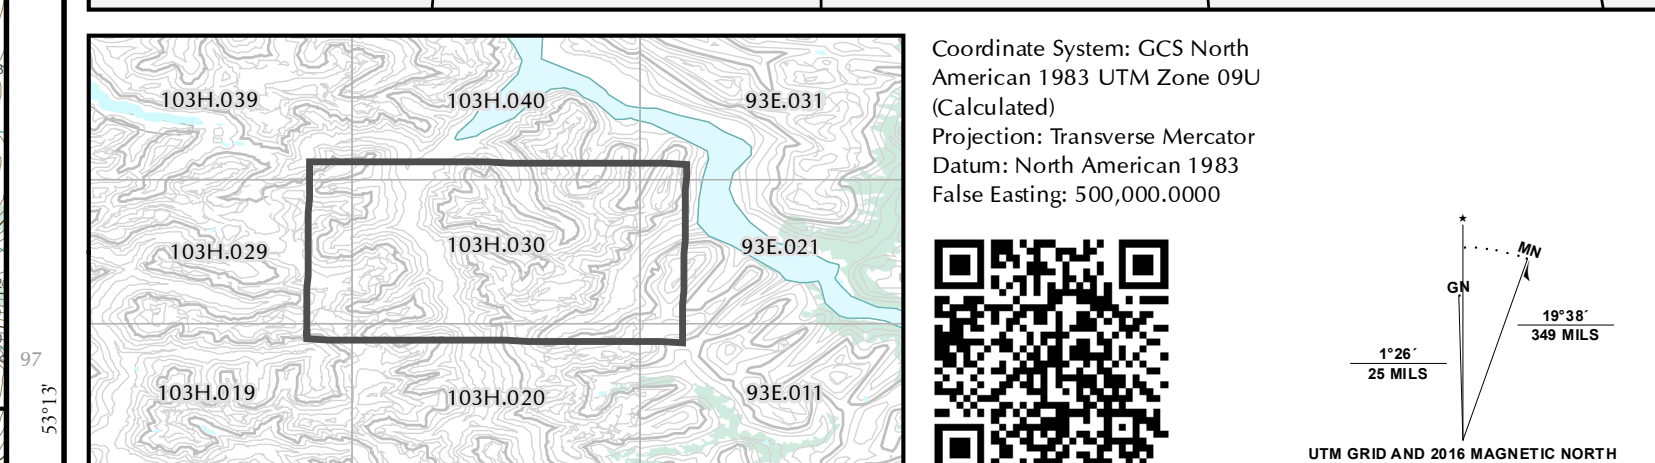 103H.039
103H.040
93E.031
103H.029
103H.030
93E.021
103H.019
103H.020
93E.011
97
53°13'
Coordinate System: GCS North
American 1983 UTM Zone 09U
(Calculated)
Projection: Transverse Mercator
Datum: North American 1983
False Easting: 500,000.0000
MN
GN
19°38´
349 MILS
1°26´
25 MILS
UTM GRID AND 2016 MAGNETIC NORTH